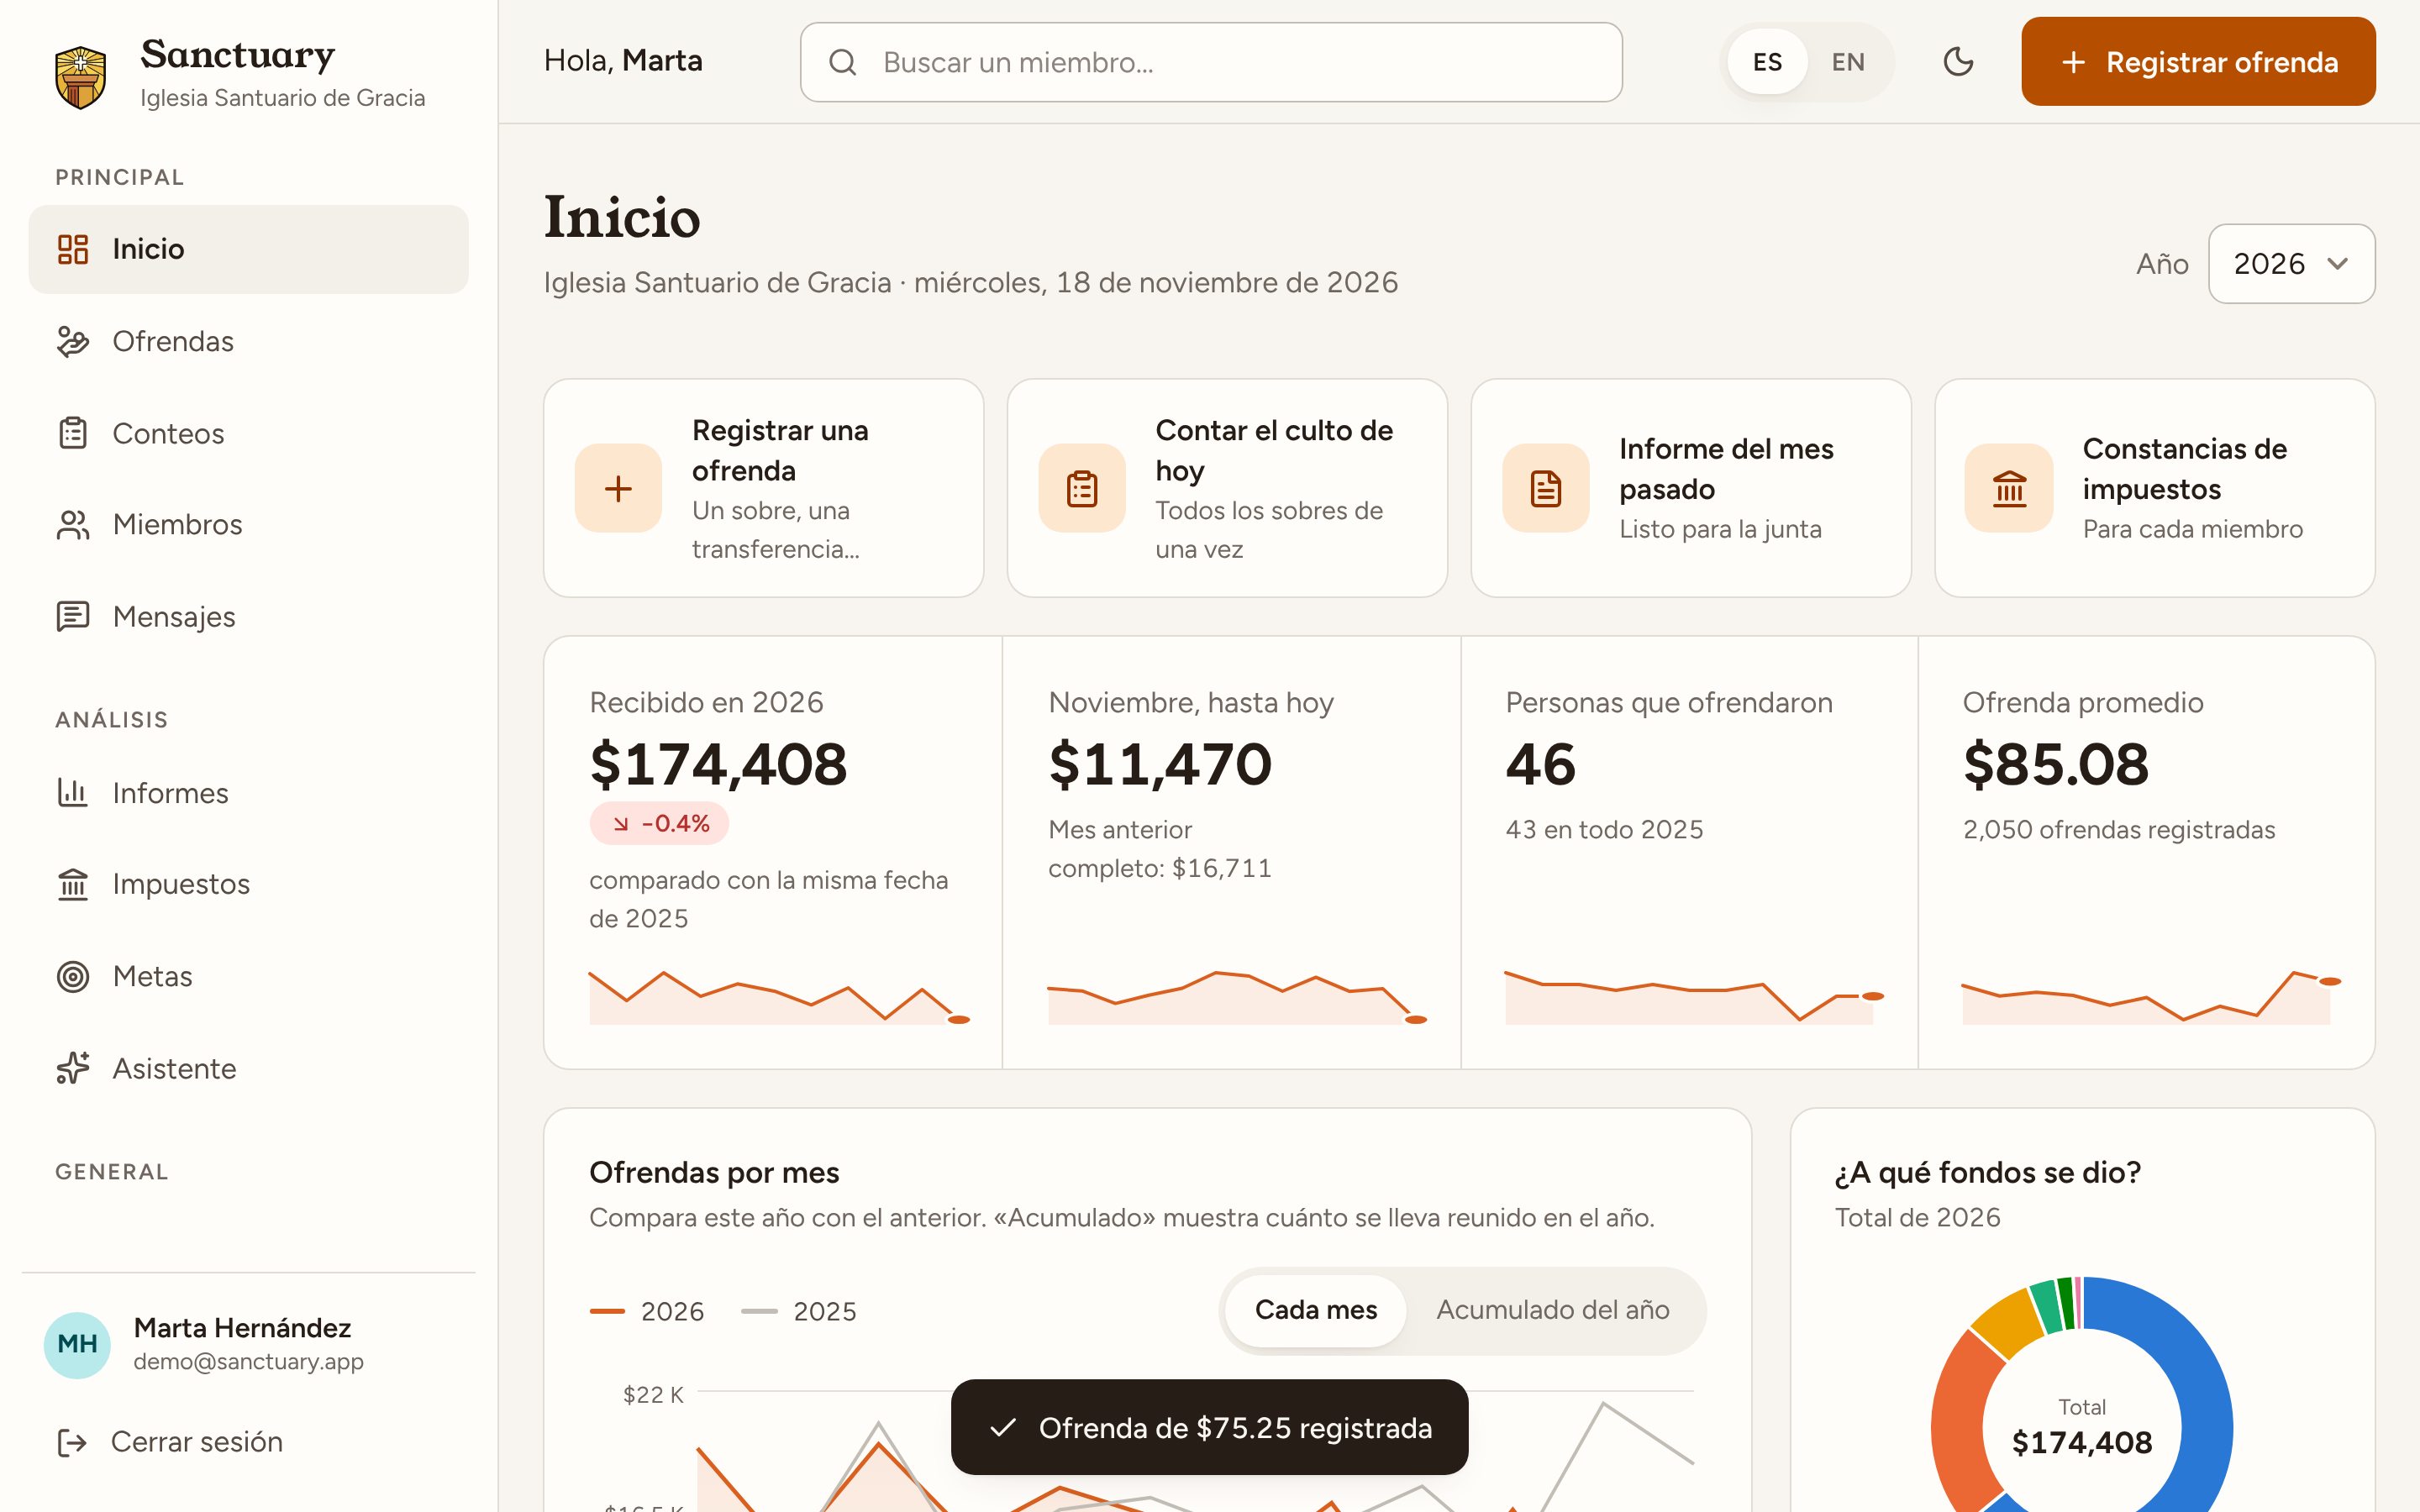 Sanctuary
Iglesia Santuario de Gracia
PRINCIPAL
Inicio
Ofrendas
Conteos
Miembros
Mensajes
ANÁLISIS
Informes
Impuestos
Metas
Asistente
GENERAL
MH
Marta Hernández
demo@sanctuary.app
Cerrar sesión
Hola, Marta
Buscar un miembro...
ES
EN
Registrar ofrenda
Inicio
Iglesia Santuario de Gracia · miércoles, 18 de noviembre de 2026
Año
2026
Registrar una
ofrenda
Un sobre, una
transferencia...
Contar el culto de
hoy
Todos los sobres de
una vez
Informe del mes
pasado
Listo para la junta
Constancias de
impuestos
Para cada miembro
Recibido en 2026
$174,408
-0.4%
comparado con la misma fecha
de 2025
Noviembre, hasta hoy
$11,470
Mes anterior
completo: $16,711
Personas que ofrendaron
46
43 en todo 2025
Ofrenda promedio
$85.08
2,050 ofrendas registradas
Ofrendas por mes
Compara este año con el anterior. «Acumulado» muestra cuánto se lleva reunido en el año.
2026
2025
Cada mes
Acumulado del año
$22 K
Ofrenda de $75.25 registrada
¿A qué fondos se dio?
Total de 2026
Total
$174,408